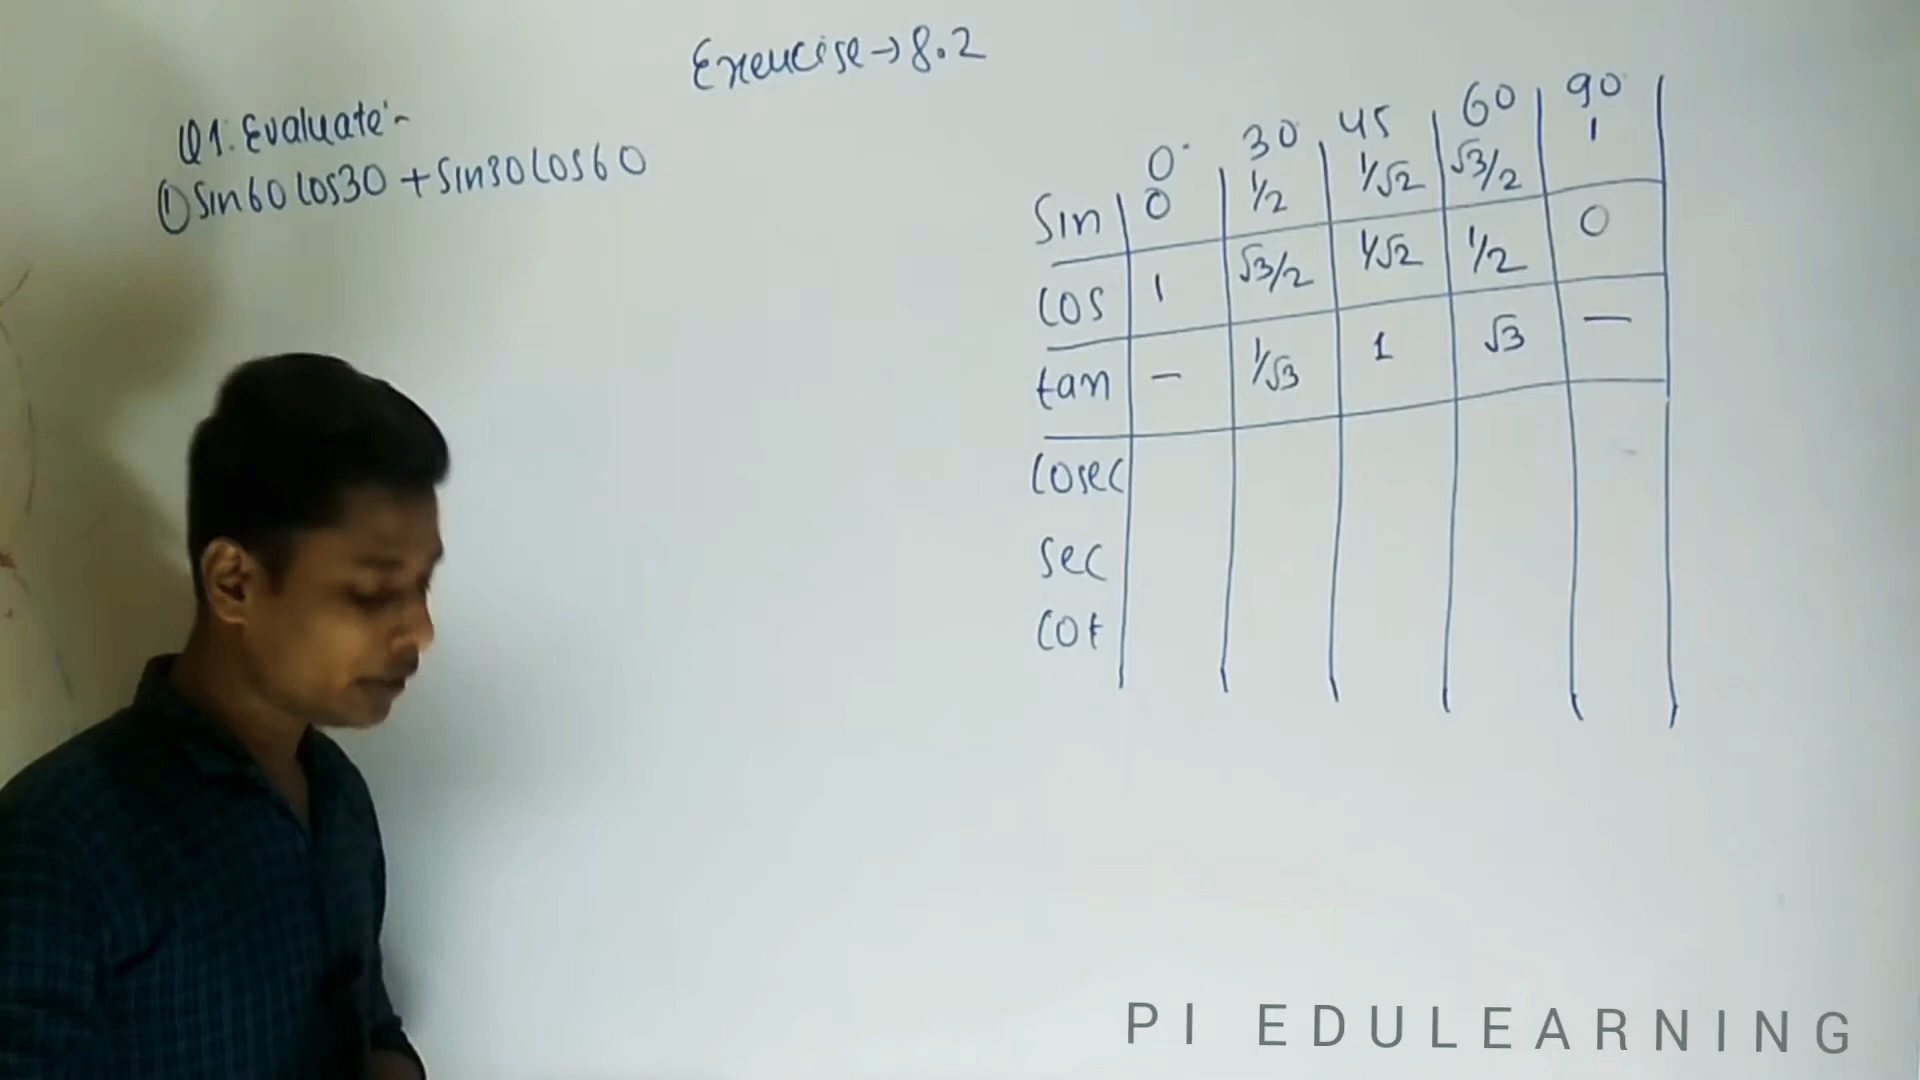 Exercise → 8.2
Q1. Evaluate:-
① Sin60 Cos30 + Sin30 Cos60
0° 30 45 60 90
Sin 0 1/2 1/√2 √3/2 1
Cos 1 √3/2 1/√2 1/2 0
tan — 1/√3 1 √3 —
Cosec
Sec
Cot
PI EDULEARNING